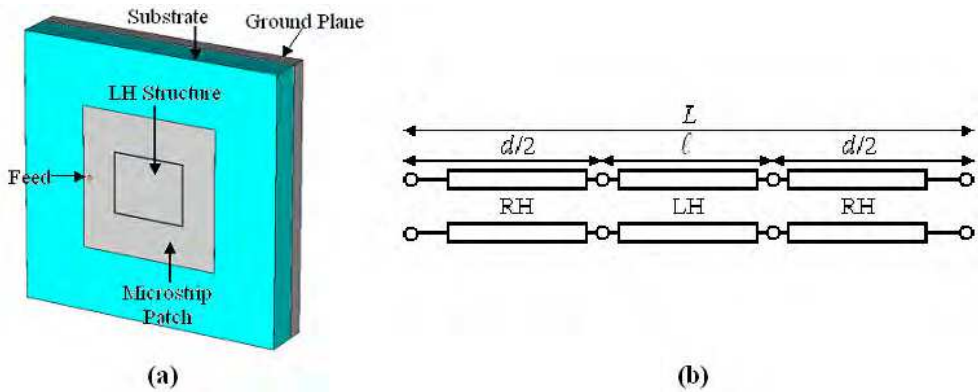 Substrate
Ground Plane
LH Structure
Feed
Microstrip
Patch
(a)
L
d/2 ℓ d/2
RH LH RH
(b)